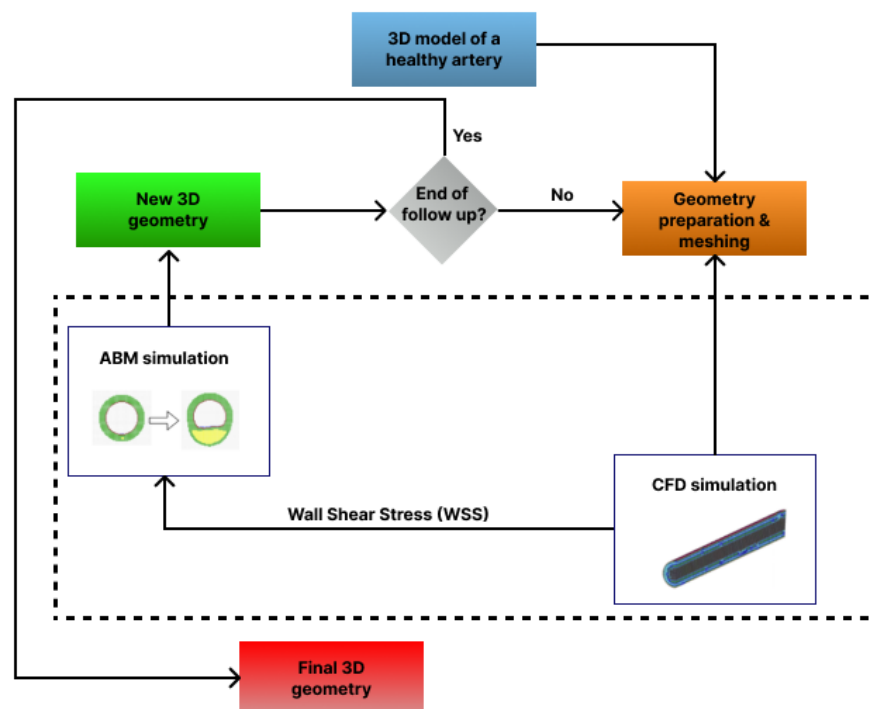 3D model of a
healthy artery
Yes
New 3D
geometry
End of
follow up?
No
Geometry
preparation &
meshing
ABM simulation
CFD simulation
Wall Shear Stress (WSS)
Final 3D
geometry